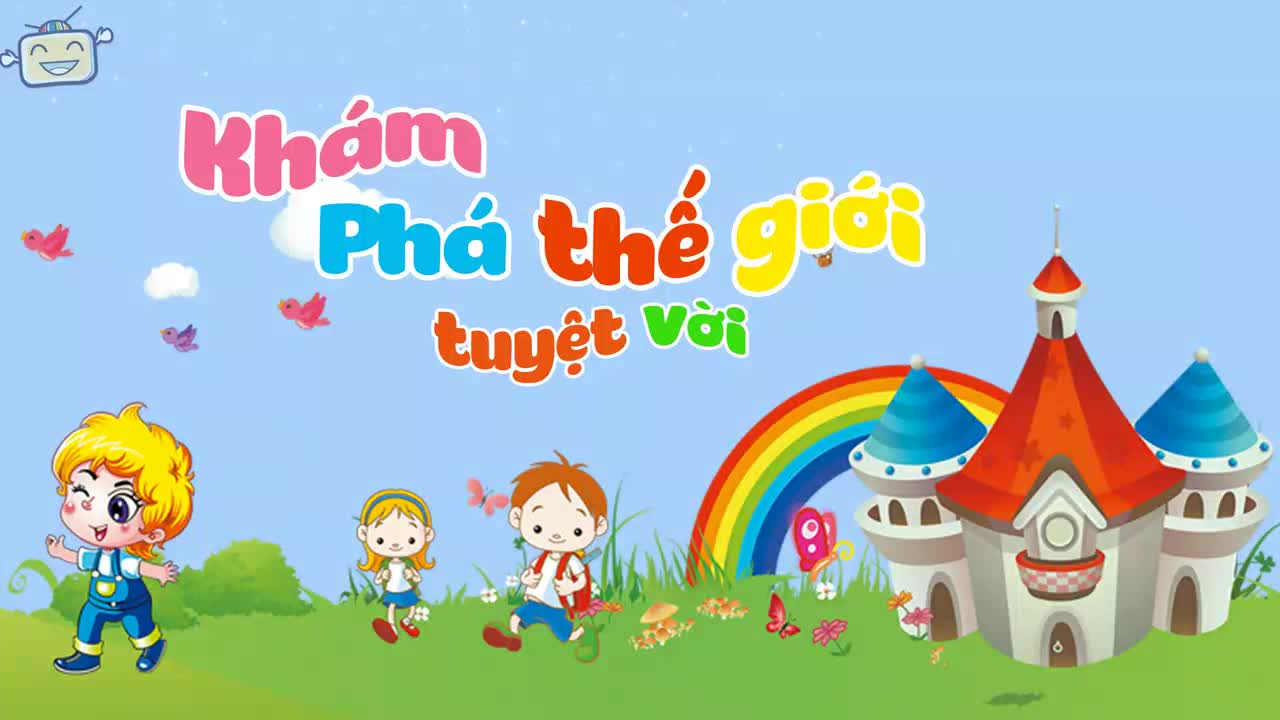 Khám
Phá thế giới
tuyệt vời